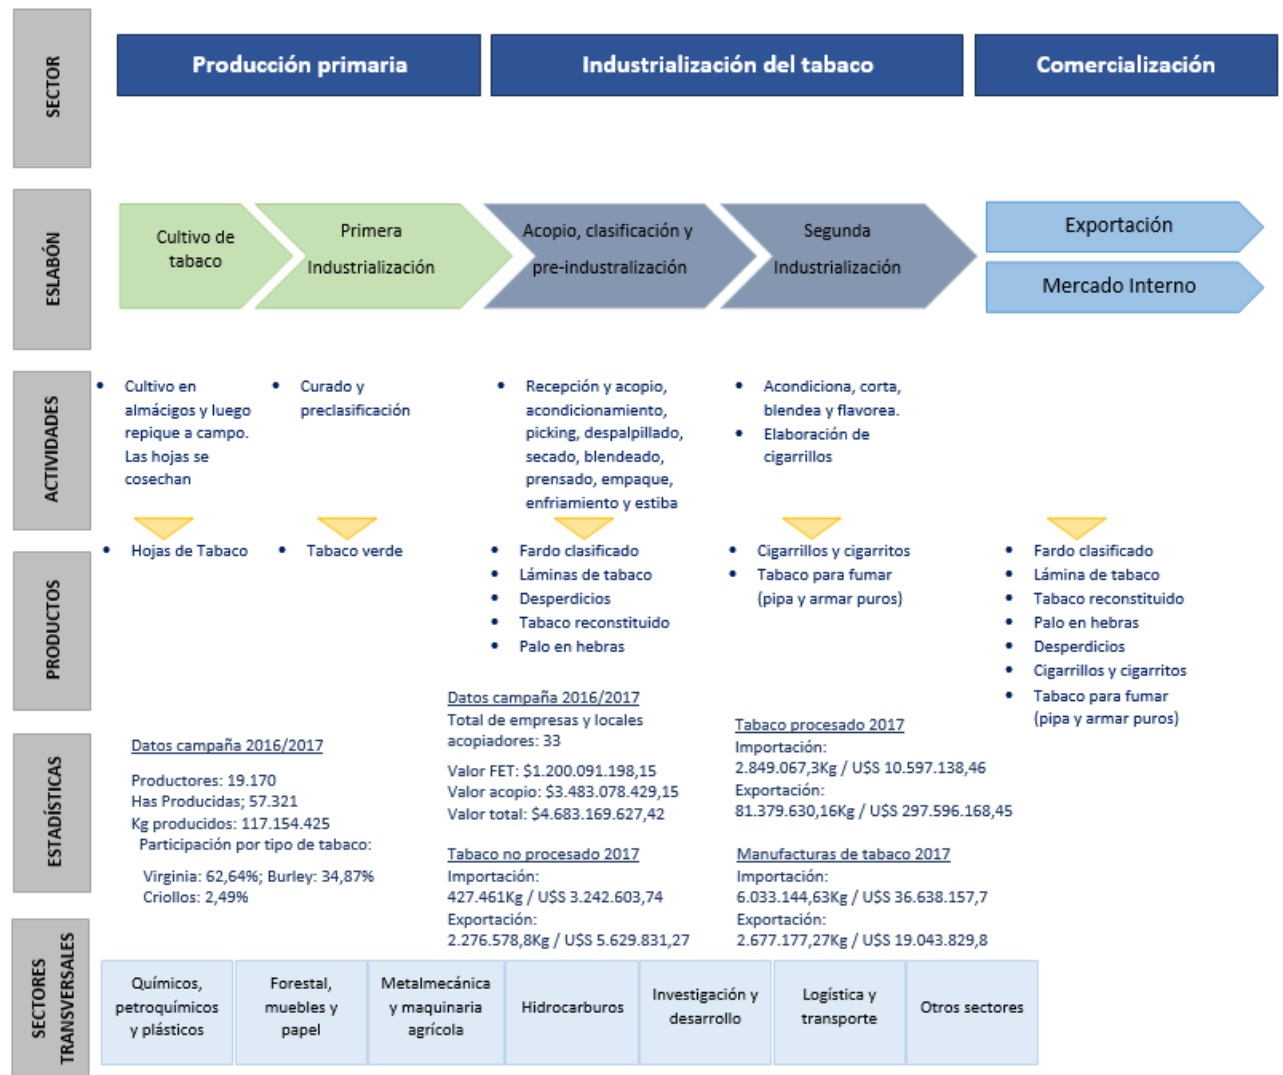 SECTOR
Producción primaria
Industrialización del tabaco
Comercialización
ESLABÓN
Cultivo de
tabaco
Primera
Industrialización
Acopio, clasificación y
pre-industralización
Segunda
Industrialización
Exportación
Mercado Interno
ACTIVIDADES
• Cultivo en
almácigos y luego
repique a campo.
Las hojas se
cosechan
• Curado y
preclasificación
• Recepción y acopio,
acondicionamiento,
picking, despalpillado,
secado, blendeado,
prensado, empaque,
enfriamiento y estiba
• Acondiciona, corta,
blendea y flavorea.
• Elaboración de
cigarrillos
PRODUCTOS
• Hojas de Tabaco
• Tabaco verde
• Fardo clasificado
• Láminas de tabaco
• Desperdicios
• Tabaco reconstituido
• Palo en hebras
• Cigarrillos y cigarritos
• Tabaco para fumar
(pipa y armar puros)
• Fardo clasificado
• Lámina de tabaco
• Tabaco reconstituido
• Palo en hebras
• Desperdicios
• Cigarrillos y cigarritos
• Tabaco para fumar
(pipa y armar puros)
ESTADÍSTICAS
Datos campaña 2016/2017
Productores: 19.170
Has Producidas; 57.321
Kg producidos: 117.154.425
Participación por tipo de tabaco:
Virginia: 62,64%; Burley: 34,87%
Criollos: 2,49%
Datos campaña 2016/2017
Total de empresas y locales
acopiadores: 33
Valor FET: $1.200.091.198,15
Valor acopio: $3.483.078.429,15
Valor total: $4.683.169.627,42
Tabaco no procesado 2017
Importación:
427.461Kg / U$S 3.242.603,74
Exportación:
2.276.578,8Kg / U$S 5.629.831,27
Tabaco procesado 2017
Importación:
2.849.067,3Kg / U$S 10.597.138,46
Exportación:
81.379.630,16Kg / U$S 297.596.168,45
Manufacturas de tabaco 2017
Importación:
6.033.144,63Kg / U$S 36.638.157,7
Exportación:
2.677.177,27Kg / U$S 19.043.829,8
SECTORES
TRANSVERSALES
Químicos,
petroquímicos
y plásticos
Forestal,
muebles y
papel
Metalmecánica
y maquinaria
agrícola
Hidrocarburos
Investigación y
desarrollo
Logística y
transporte
Otros sectores